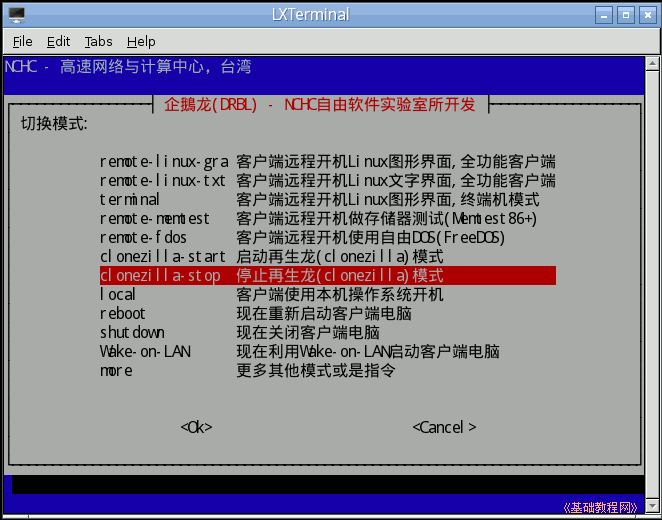 LXTerminal
File Edit Tabs Help
NCHC - 高速网络与计算中心，台湾
企鵝龙(DRBL) - NCHC自由软件实验室所开发
切换模式:
remote-linux-gra 客户端远程开机Linux图形界面,全功能客户端
remote-linux-txt 客户端远程开机Linux文字界面,全功能客户端
terminal 客户端远程开机Linux图形界面,终端机模式
remote-memtest 客户端远程开机做存储器测试(Memtest86+)
remote-fdos 客户端远程开机使用自由DOS(FreeDOS)
clonezilla-start 启动再生龙(clonezilla)模式
clonezilla-stop 停止再生龙(clonezilla)模式
local 客户端使用本机操作系统开机
reboot 现在重新启动客户端电脑
shutdown 现在关闭客户端电脑
Wake-on-LAN 现在利用Wake-on-LAN启动客户端电脑
more 更多其他模式或是指令
<Ok> <Cancel>
《基础教程网》